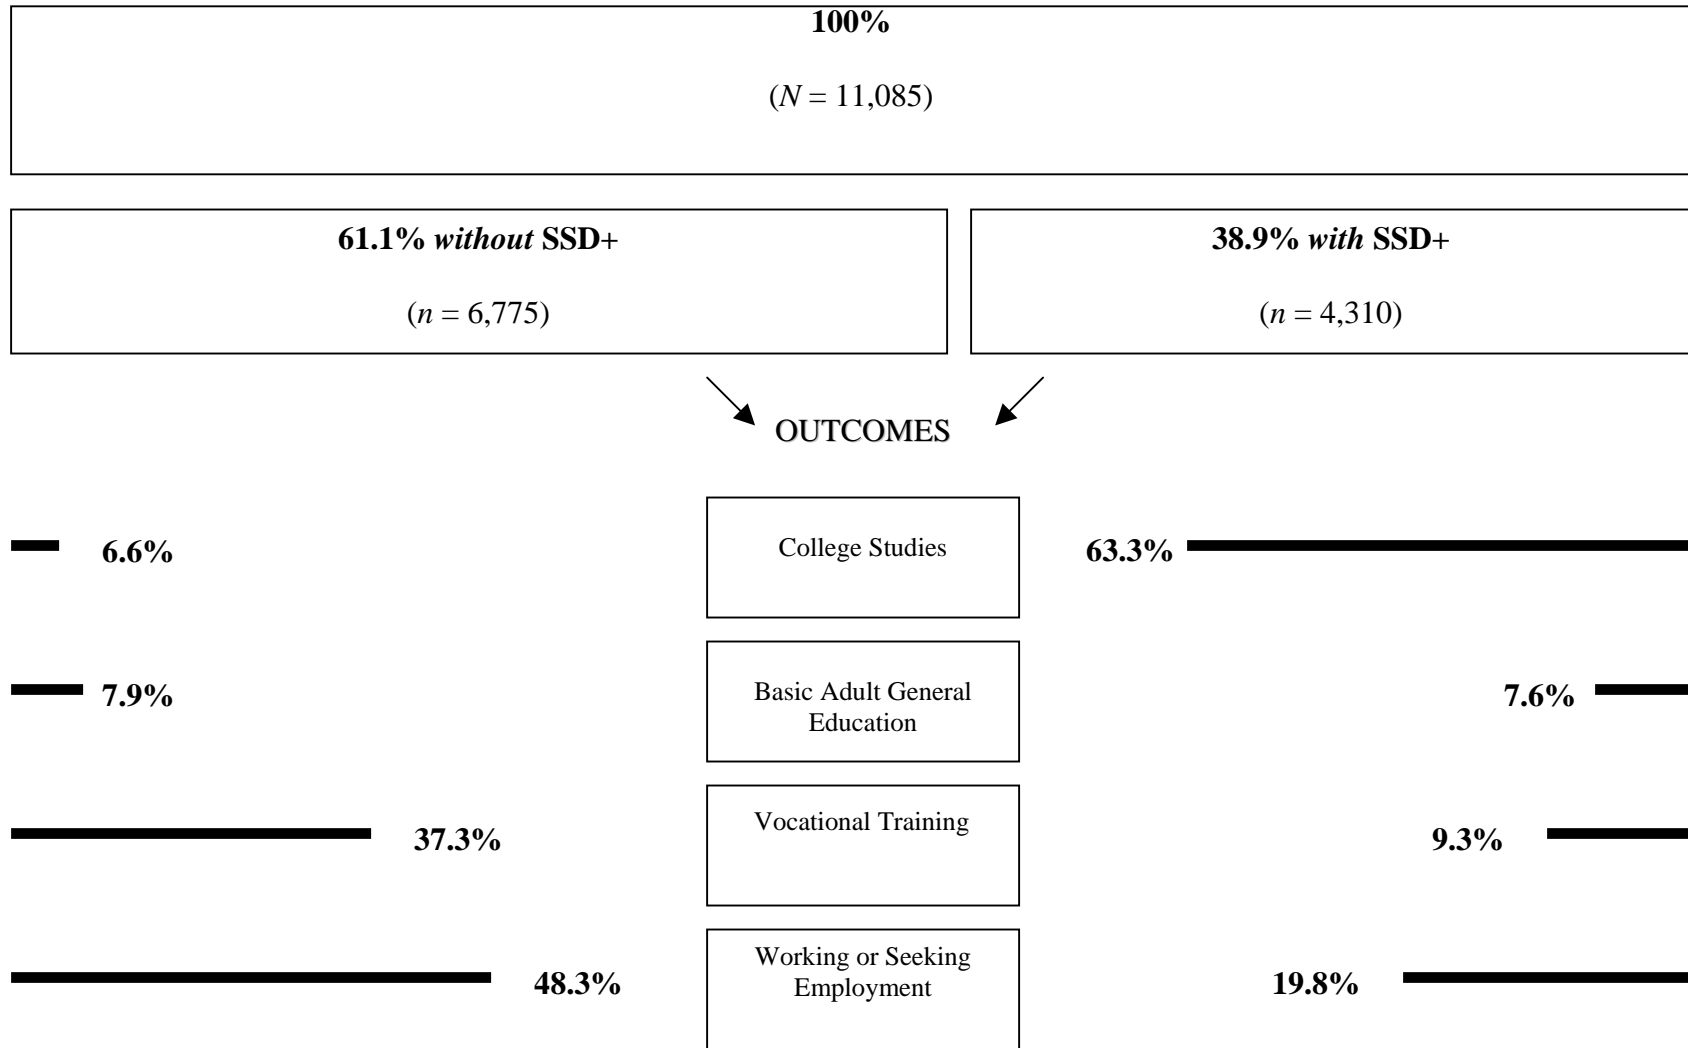 100%
(N = 11,085)
61.1% without SSD+
(n = 6,775)
38.9% with SSD+
(n = 4,310)
OUTCOMES
6.6%
College Studies
63.3%
7.9%
Basic Adult General
Education
7.6%
37.3%
Vocational Training
9.3%
48.3%
Working or Seeking
Employment
19.8%